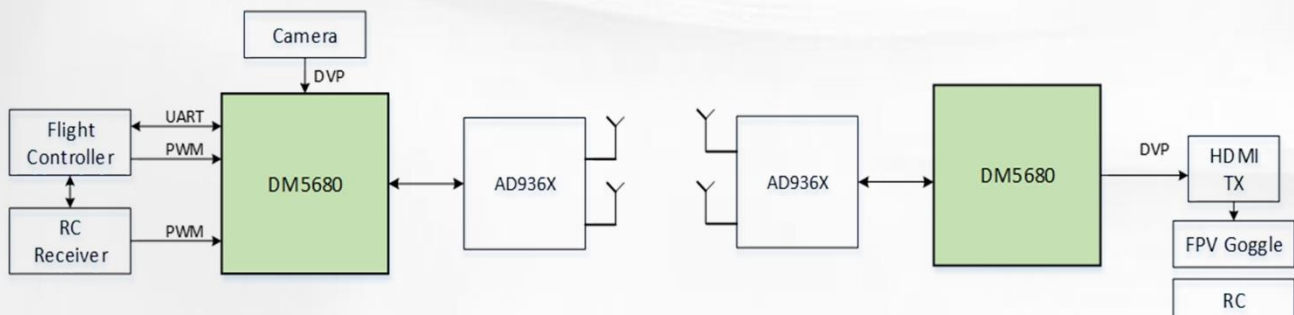 Camera
DVP
Flight
Controller
UART
PWM
RC
Receiver
PWM
DM5680
AD936X
AD936X
DM5680
DVP
HDMI
TX
FPV Goggle
RC